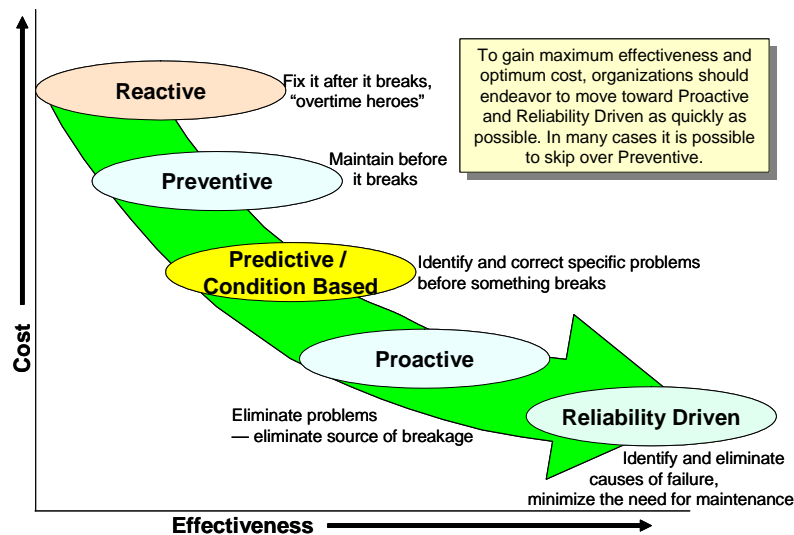 To gain maximum effectiveness and
optimum cost, organizations should
endeavor to move toward Proactive
and Reliability Driven as quickly as
possible. In many cases it is possible
to skip over Preventive.
Reactive
Fix it after it breaks,
“overtime heroes”
Preventive
Maintain before
it breaks
Predictive /
Condition Based
Identify and correct specific problems
before something breaks
Proactive
Eliminate problems
— eliminate source of breakage
Reliability Driven
Identify and eliminate
causes of failure,
minimize the need for maintenance
Cost
Effectiveness